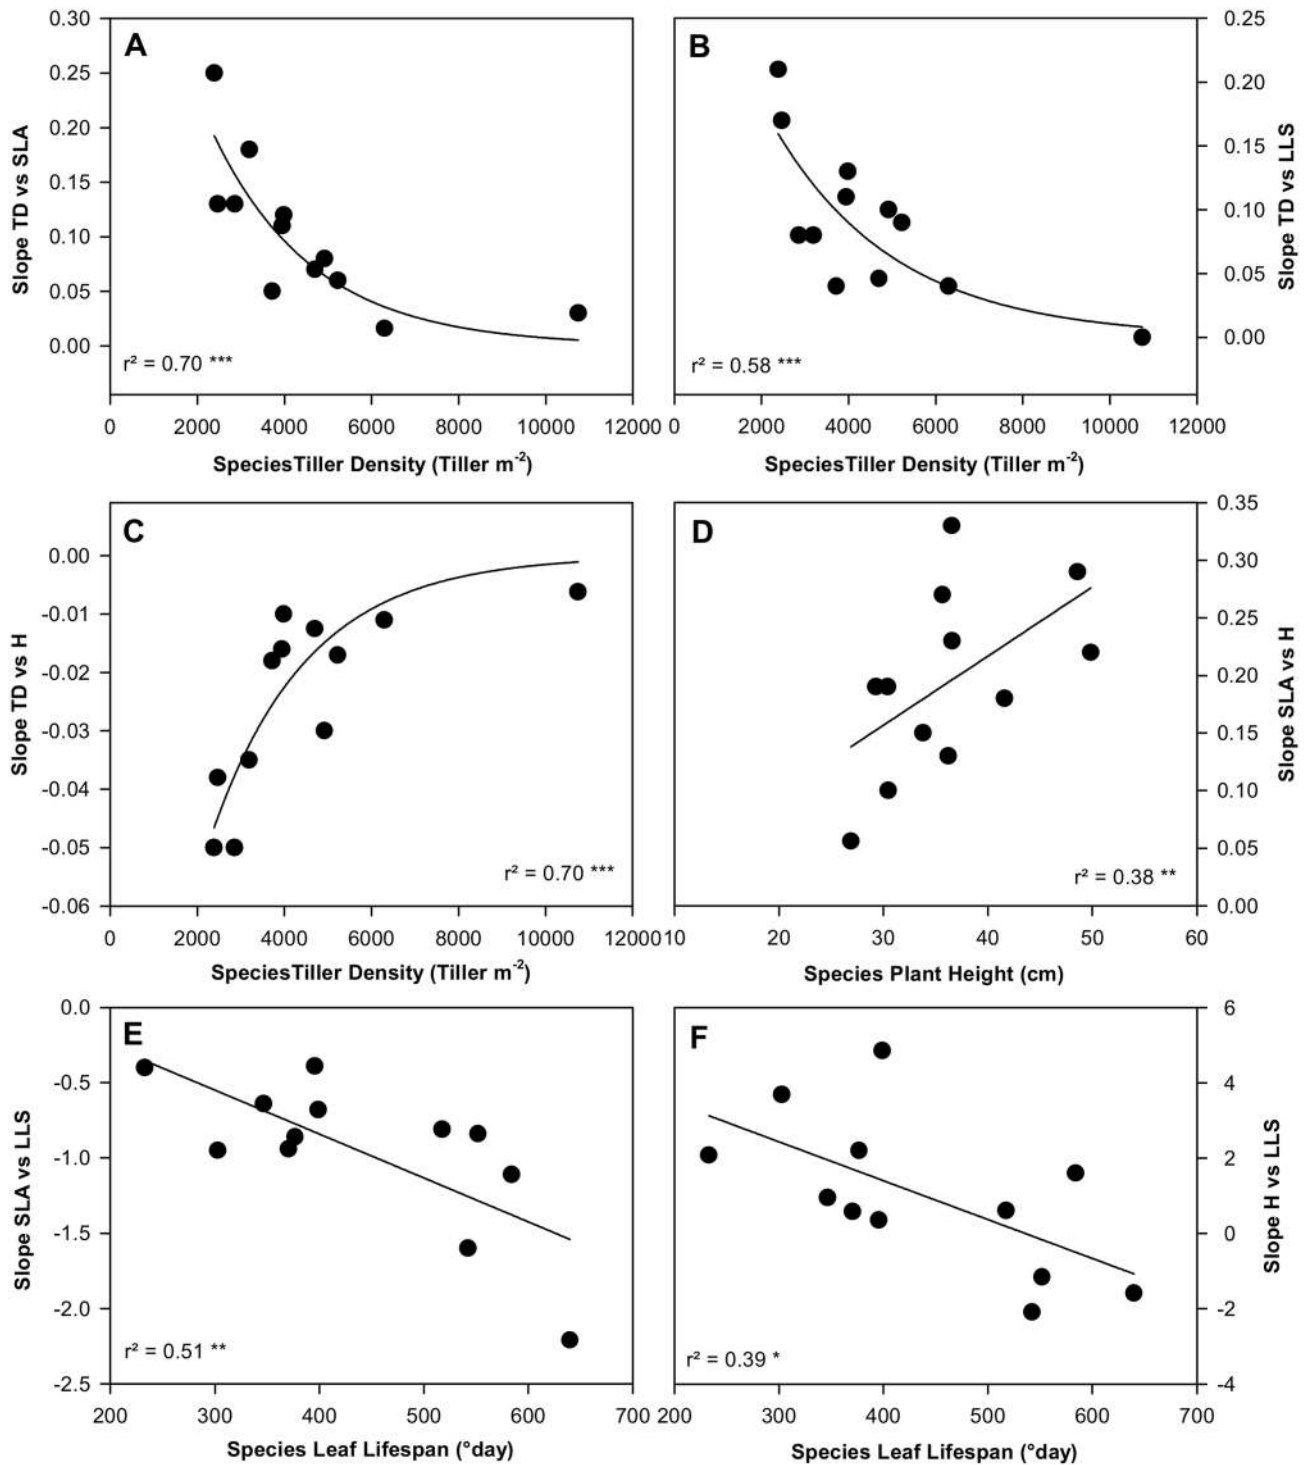 A
0.30
0.25
0.20
0.15
0.10
0.05
0.00
Slope TD vs SLA
r² = 0.70 ***
0 2000 4000 6000 8000 10000 12000
SpeciesTiller Density (Tiller m⁻²)
B
0.25
0.20
0.15
0.10
0.05
0.00
Slope TD vs LLS
r² = 0.58 ***
0 2000 4000 6000 8000 10000 12000
SpeciesTiller Density (Tiller m⁻²)
C
0.00
-0.01
-0.02
-0.03
-0.04
-0.05
-0.06
Slope TD vs H
r² = 0.70 ***
0 2000 4000 6000 8000 10000 12000
SpeciesTiller Density (Tiller m⁻²)
D
0.35
0.30
0.25
0.20
0.15
0.10
0.05
0.00
Slope SLA vs H
r² = 0.38 **
10 20 30 40 50 60
Species Plant Height (cm)
E
0.0
-0.5
-1.0
-1.5
-2.0
-2.5
Slope SLA vs LLS
r² = 0.51 **
200 300 400 500 600 700
Species Leaf Lifespan (°day)
F
6
4
2
0
-2
-4
Slope H vs LLS
r² = 0.39 *
200 300 400 500 600 700
Species Leaf Lifespan (°day)